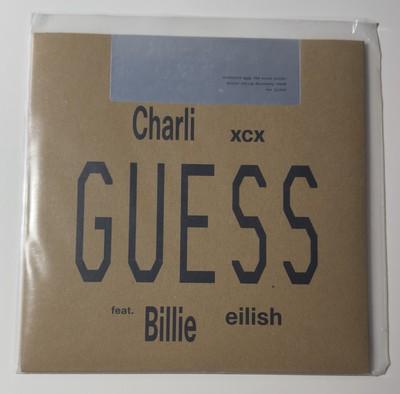 Charli xcx
GUESS
feat. Billie eilish